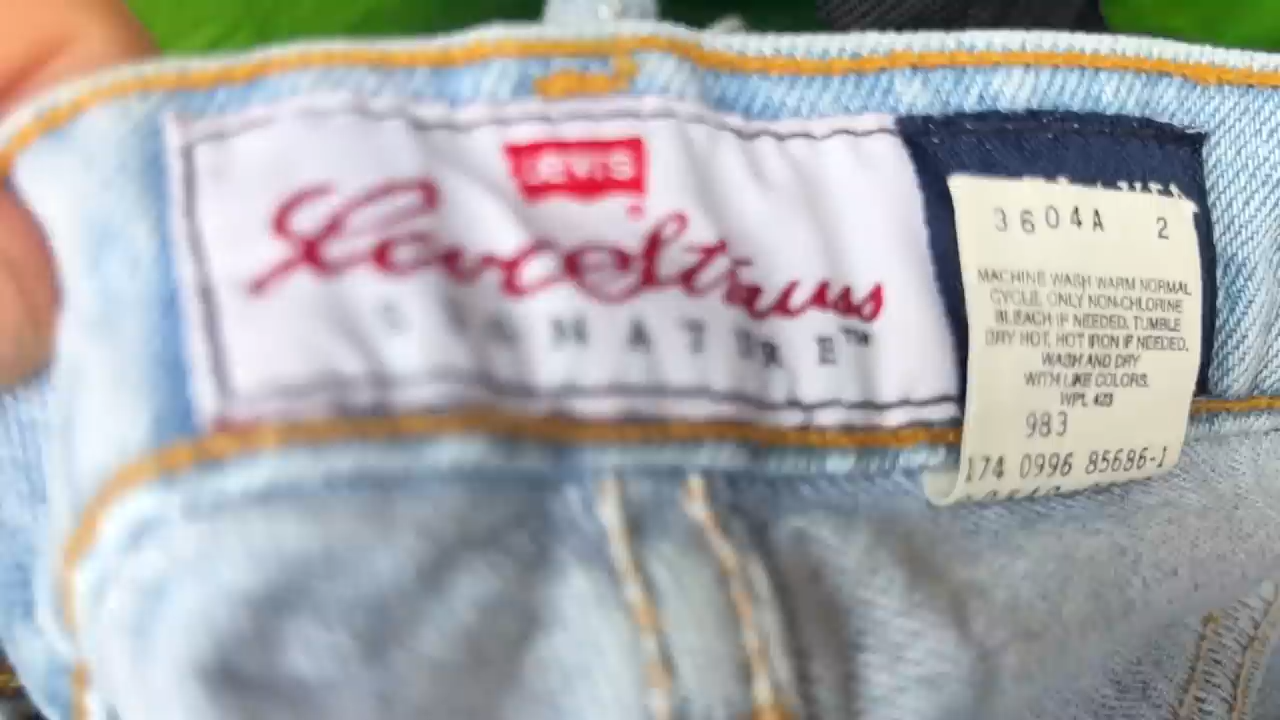 LEVI'S
Levi Strauss
SIGNATURE™
3604A 2
MACHINE WASH WARM NORMAL
CYCLE. ONLY NON-CHLORINE
BLEACH IF NEEDED. TUMBLE
DRY HOT, HOT IRON IF NEEDED.
WASH AND DRY
WITH LIKE COLORS.
WPL 423
983
174 0996 85686-1